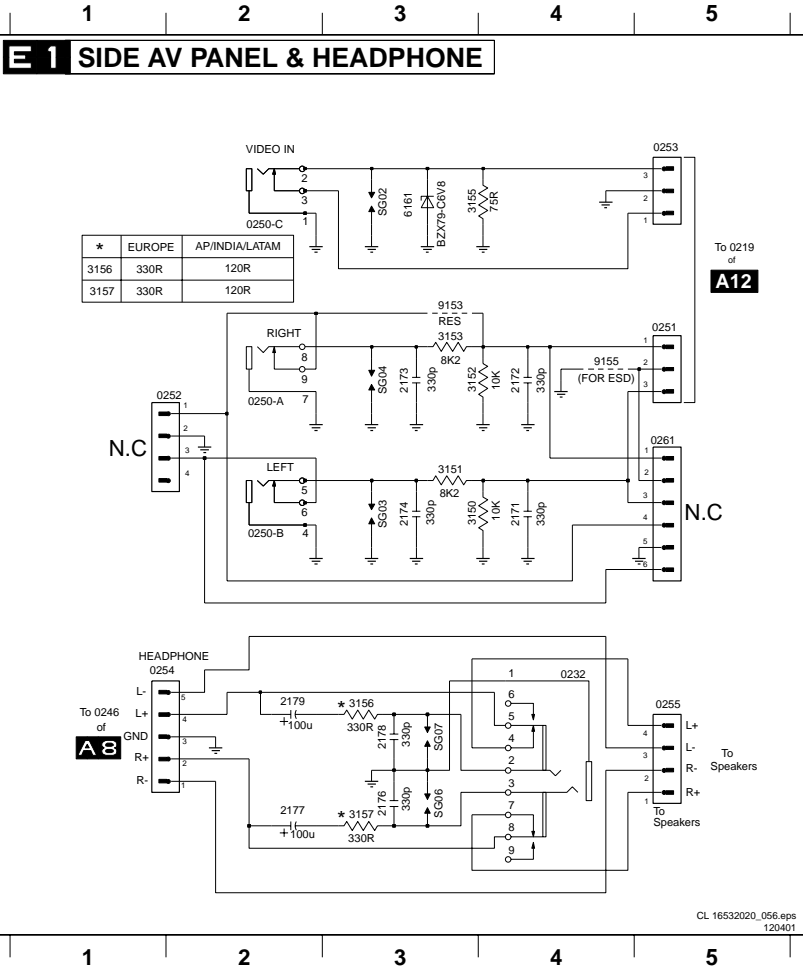 1 2 3 4 5
E 1 SIDE AV PANEL & HEADPHONE
VIDEO IN
2
3
1
0250-C
SG02
6161
BZX79-C6V8
3155
75R
0253
3
2
1
To 0219
of
A12
* EUROPE AP/INDIA/LATAM
3156 330R 120R
3157 330R 120R
9153
RES
RIGHT
8
9
7
0250-A
SG04
2173
330p
3153
8K2
3152
10K
2172
330p
9155
(FOR ESD)
0251
1
2
3
0252
1
2
3
4
N.C
LEFT
5
6
4
0250-B
SG03
2174
330p
3151
8K2
3150
10K
2171
330p
0261
1
2
3
4
5
6
N.C
HEADPHONE
0254
L- 5
L+ 4
GND 3
R+ 2
R- 1
To 0246
of
A8
2179
+100u
* 3156
330R
2178
330p
SG07
2177
+100u
* 3157
330R
2176
330p
SG06
1 0232
6
5
4
2
3
7
8
9
0255
4 L+
3 L-
2 R-
1 R+
To
Speakers
To
Speakers
CL 16532020_056.eps
120401
1 2 3 4 5